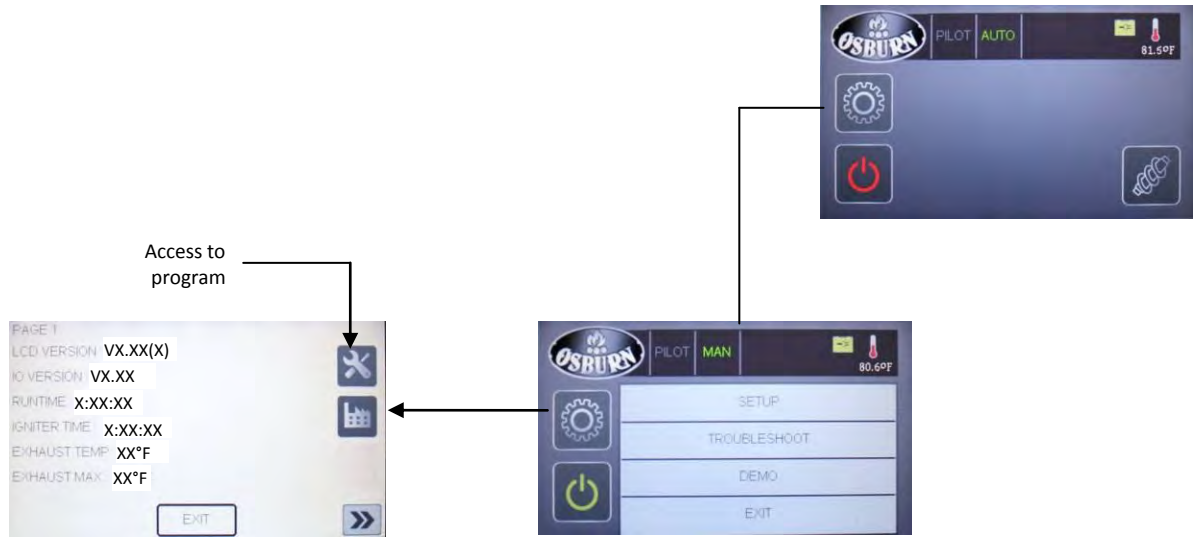 OSBURN PILOT AUTO
81.5ºF
Access to
program
PAGE 1
LCD VERSION VX.XX(X)
IO VERSION VX.XX
RUNTIME X:XX:XX
IGNITER TIME X:XX:XX
EXHAUST TEMP XX°F
EXHAUST MAX. XX°F
EXIT
OSBURN PILOT MAN
80.6ºF
SETUP
TROUBLESHOOT
DEMO
EXIT